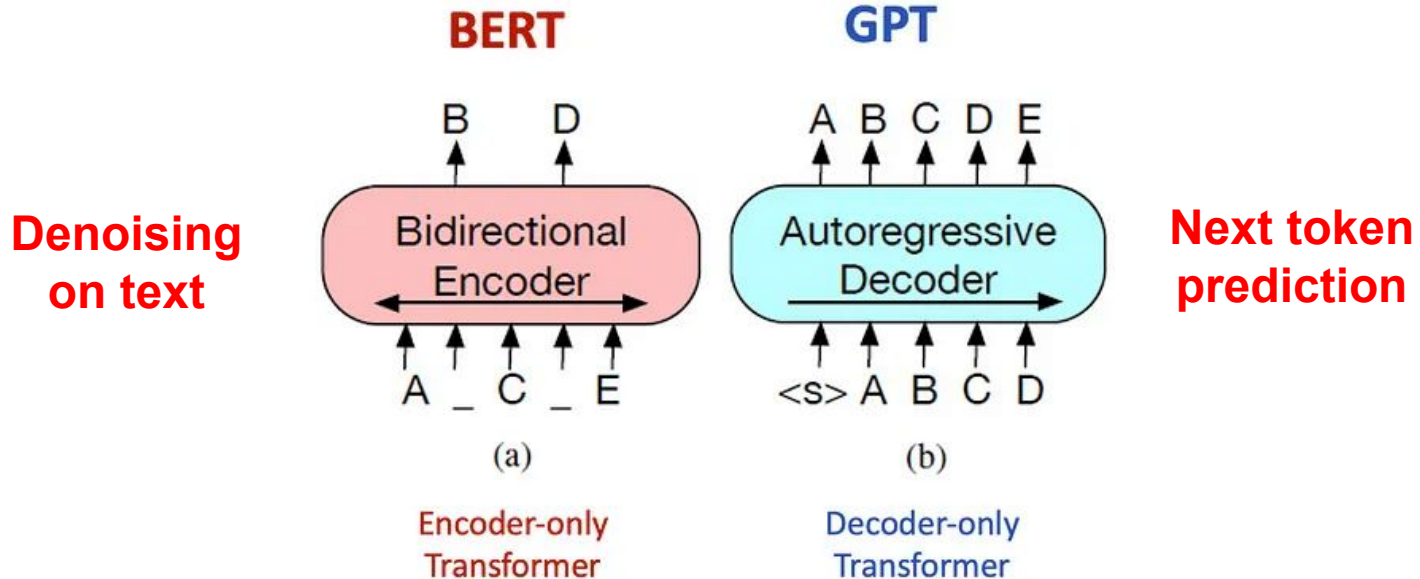 BERT
GPT
B D
A B C D E
Denoising
on text
Bidirectional
Encoder
Autoregressive
Decoder
Next token
prediction
A _ C _ E
<s> A B C D
(a)
(b)
Encoder-only
Transformer
Decoder-only
Transformer